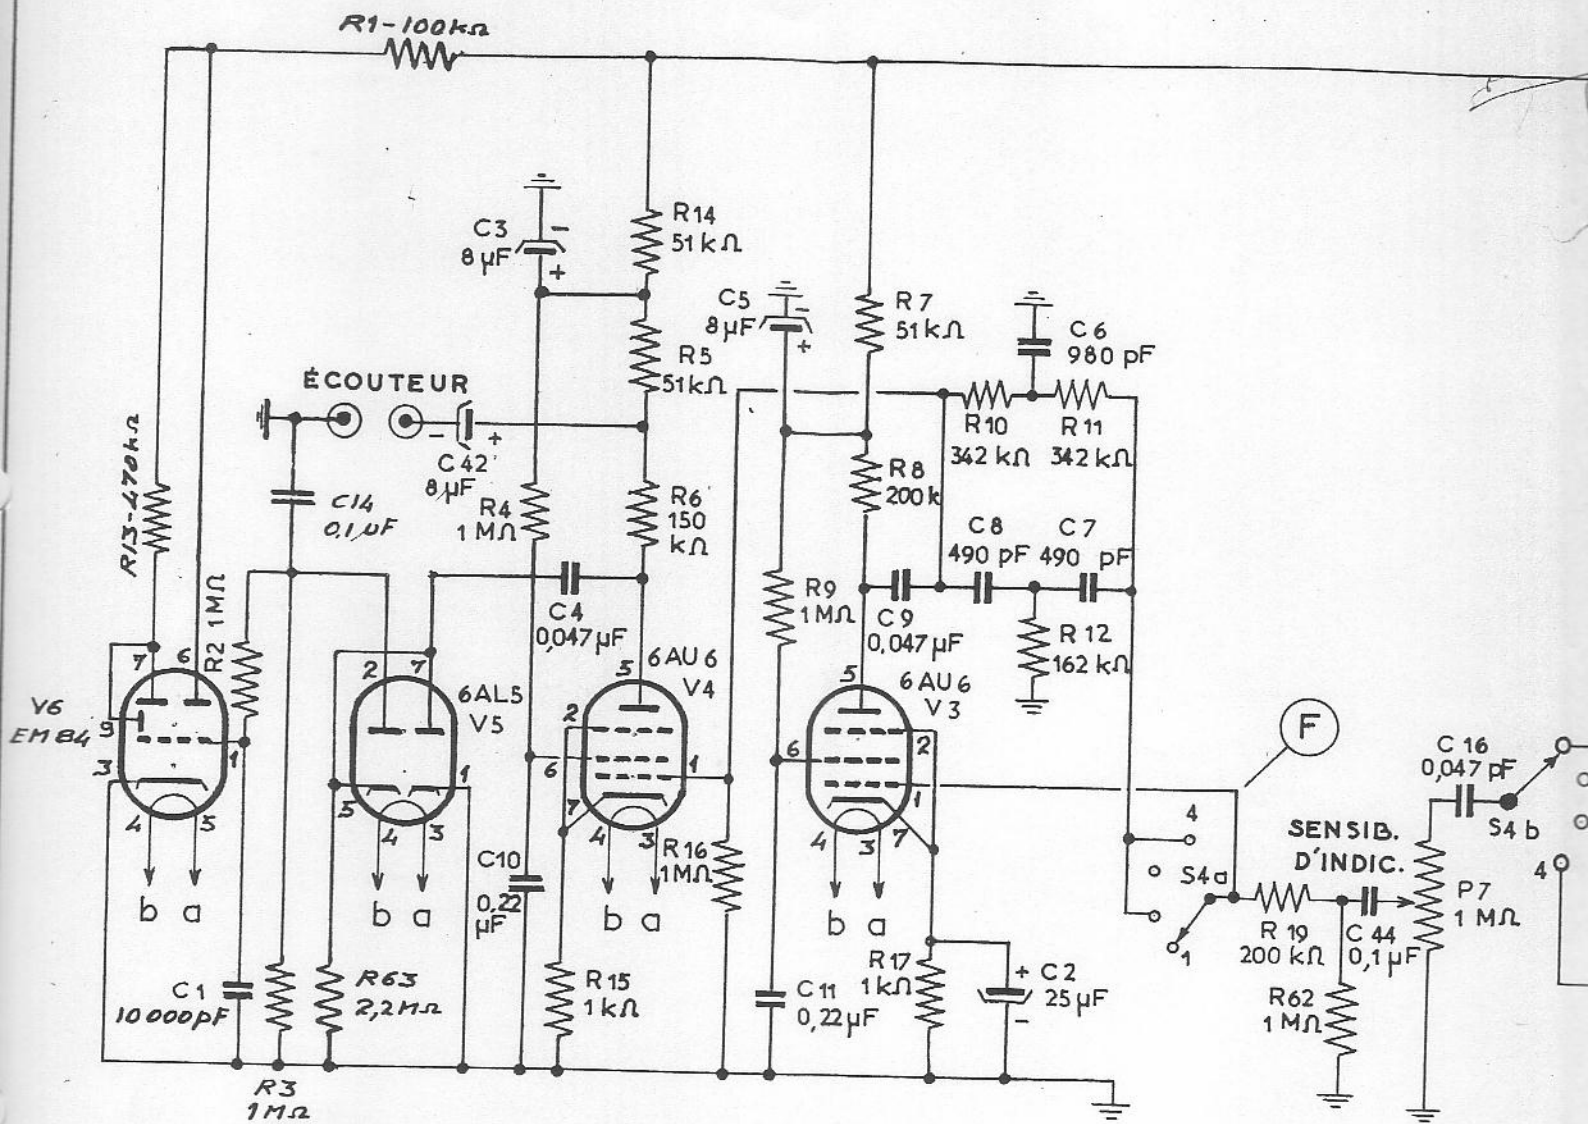 R1-100kΩ
C3
8µF
−
+
R14
51kΩ
R5
51kΩ
C5
8µF
−
+
R7
51kΩ
C6
980 pF
ÉCOUTEUR
−
+
C42
8µF
R13-470kΩ
C14
0,1µF
R4
1MΩ
R6
150
kΩ
R8
200k
R10
342 kΩ
R11
342 kΩ
C8
490 pF
C7
490 pF
R2 1MΩ
C4
0,047µF
R9
1MΩ
C9
0,047µF
R12
162 kΩ
V6
EM84
7
6
9
3
1
4
5
b
a
6AL5
V5
2
7
5
1
4
3
b
a
6AU6
V4
5
2
6
1
7
4
3
b
a
6AU6
V3
5
2
6
1
4
3
7
b
a
F
C16
0,047pF
S4b
4
4
S4a
1
SENSIB.
D'INDIC.
P7
1MΩ
R19
200 kΩ
C44
0,1µF
R62
1MΩ
C10
0,22
µF
R16
1MΩ
C1
10000pF
R63
2,2MΩ
R15
1kΩ
C11
0,22µF
R17
1kΩ
+
C2
25µF
−
R3
1MΩ